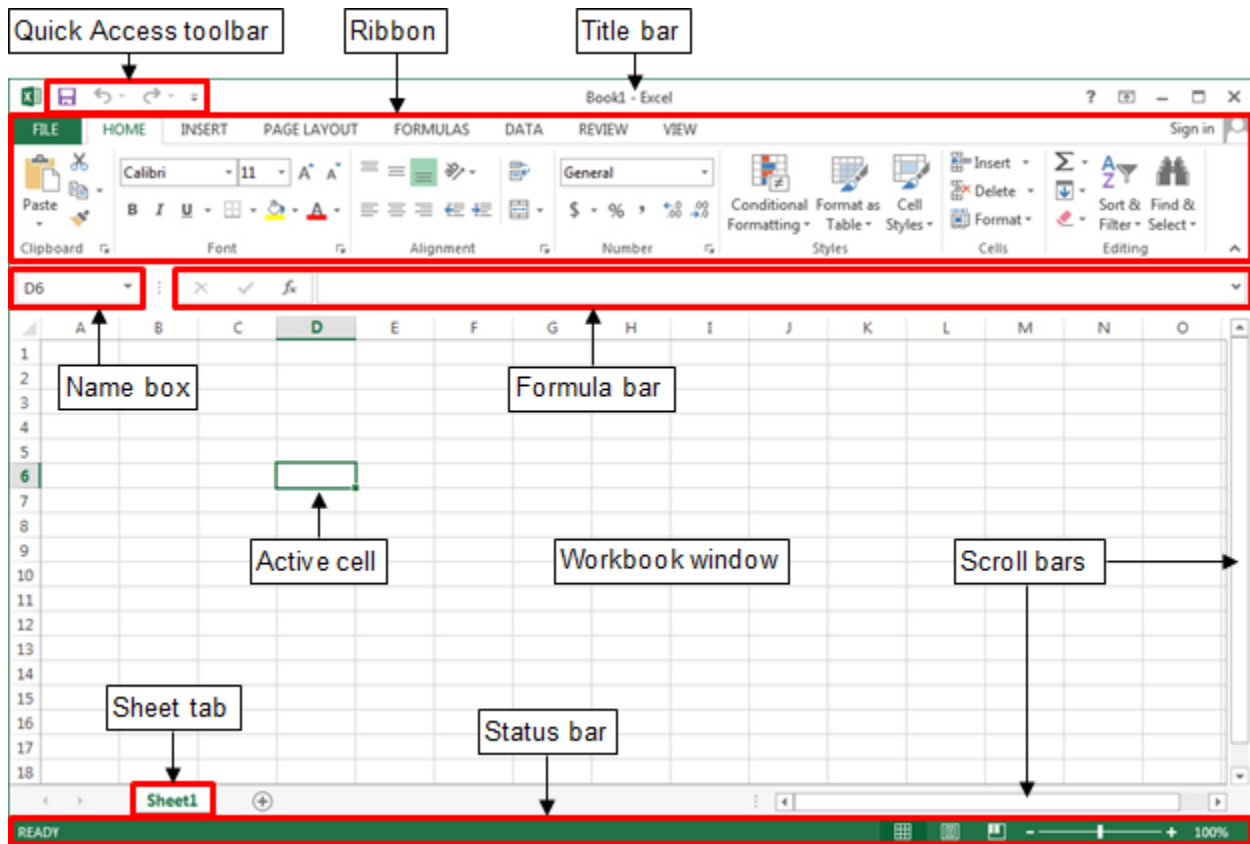 Quick Access toolbar
Ribbon
Title bar
Book1 - Excel
?
FILE HOME INSERT PAGE LAYOUT FORMULAS DATA REVIEW VIEW Sign in
Calibri 11 General
Insert
Delete
Format
Paste
B I U A $ % ,
Conditional Formatting
Format as Table
Cell Styles
Sort & Filter
Find & Select
Clipboard Font Alignment Number Styles Cells Editing
D6 fx
A B C D E F G H I J K L M N O
1
2
Name box
Formula bar
3
4
5
6
7
8
9
Active cell
Workbook window
Scroll bars
10
11
12
13
14
15
Sheet tab
16
Status bar
17
18
Sheet1
READY 100%